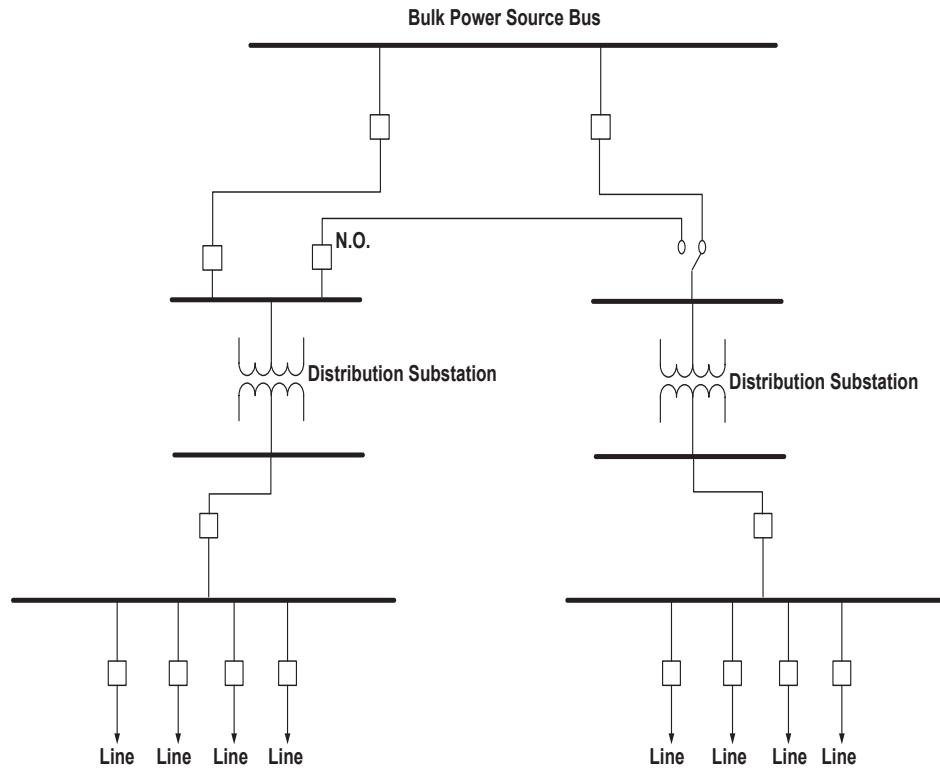 Bulk Power Source Bus
N.O.
Distribution Substation
Distribution Substation
Line Line Line Line
Line Line Line Line